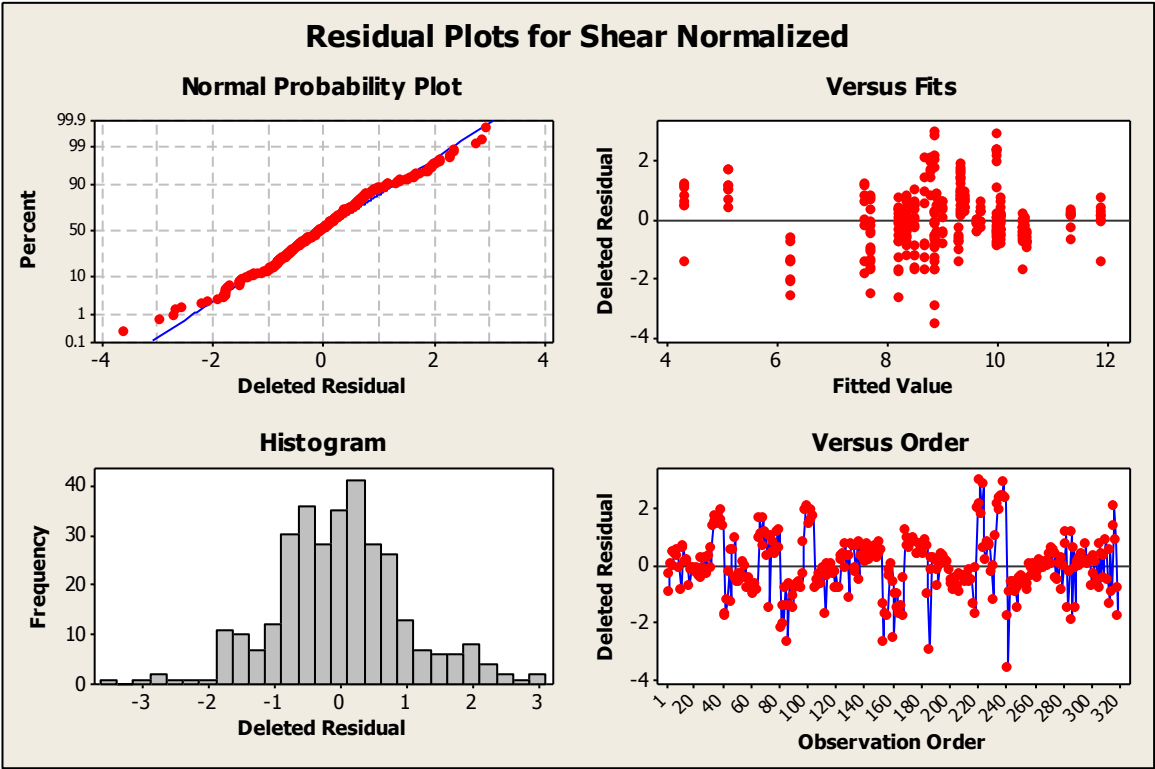 Residual Plots for Shear Normalized
Normal Probability Plot
99.9
99
90
50
10
1
0.1
Percent
-4 -2 0 2 4
Deleted Residual
Versus Fits
2
0
-2
-4
Deleted Residual
4 6 8 10 12
Fitted Value
Histogram
40
30
20
10
0
Frequency
-3 -2 -1 0 1 2 3
Deleted Residual
Versus Order
2
0
-2
-4
Deleted Residual
1 20 40 60 80 100 120 140 160 180 200 220 240 260 280 300 320
Observation Order